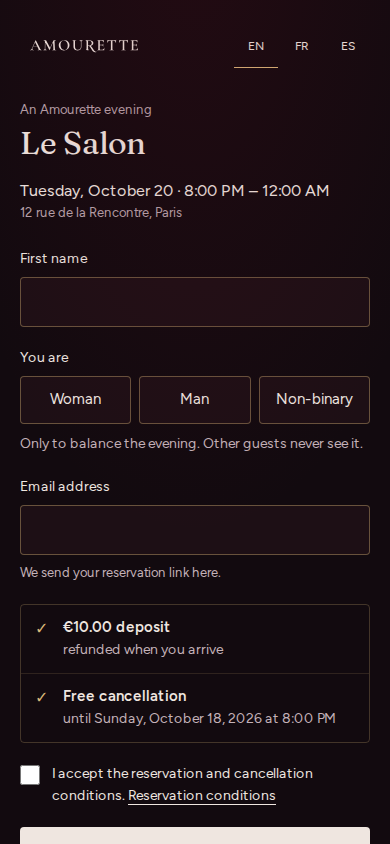 AMOURETTE
EN FR ES
An Amourette evening
Le Salon
Tuesday, October 20 · 8:00 PM – 12:00 AM
12 rue de la Rencontre, Paris
First name
You are
Woman Man Non-binary
Only to balance the evening. Other guests never see it.
Email address
We send your reservation link here.
✓ €10.00 deposit
refunded when you arrive
✓ Free cancellation
until Sunday, October 18, 2026 at 8:00 PM
I accept the reservation and cancellation
conditions. Reservation conditions